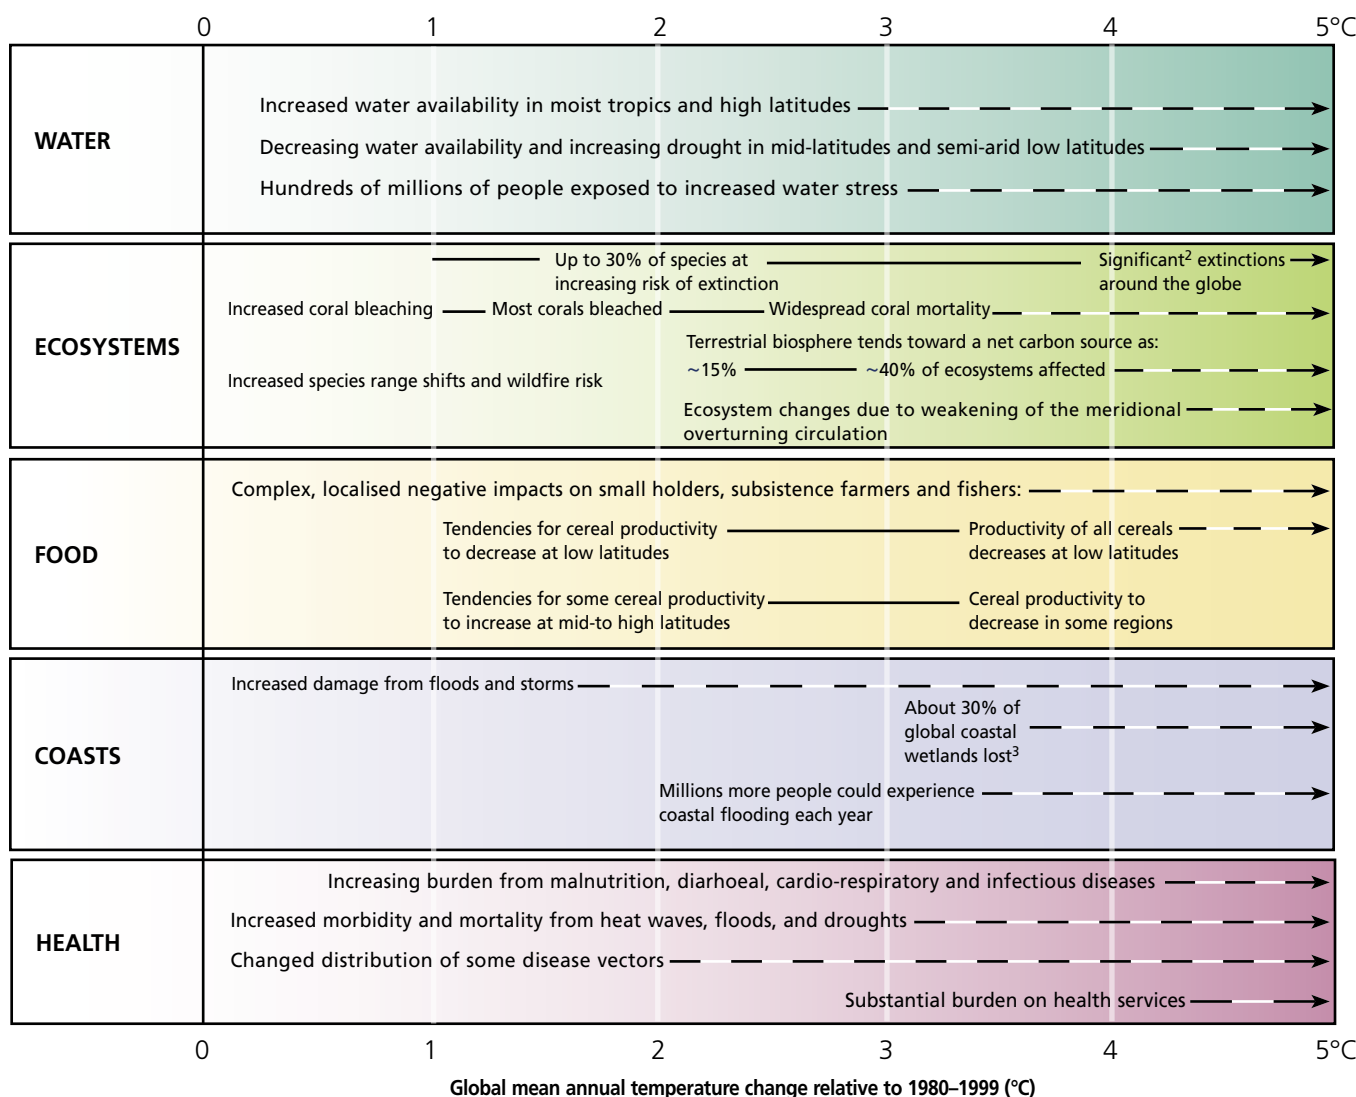 0 1 2 3 4 5°C
WATER
Increased water availability in moist tropics and high latitudes
Decreasing water availability and increasing drought in mid-latitudes and semi-arid low latitudes
Hundreds of millions of people exposed to increased water stress
ECOSYSTEMS
Up to 30% of species at
increasing risk of extinction
Significant2 extinctions
around the globe
Increased coral bleaching
Most corals bleached
Widespread coral mortality
Terrestrial biosphere tends toward a net carbon source as:
~15%
~40% of ecosystems affected
Increased species range shifts and wildfire risk
Ecosystem changes due to weakening of the meridional
overturning circulation
FOOD
Complex, localised negative impacts on small holders, subsistence farmers and fishers:
Tendencies for cereal productivity
to decrease at low latitudes
Productivity of all cereals
decreases at low latitudes
Tendencies for some cereal productivity
to increase at mid-to high latitudes
Cereal productivity to
decrease in some regions
COASTS
Increased damage from floods and storms
About 30% of
global coastal
wetlands lost3
Millions more people could experience
coastal flooding each year
HEALTH
Increasing burden from malnutrition, diarhoeal, cardio-respiratory and infectious diseases
Increased morbidity and mortality from heat waves, floods, and droughts
Changed distribution of some disease vectors
Substantial burden on health services
0 1 2 3 4 5°C
Global mean annual temperature change relative to 1980–1999 (°C)